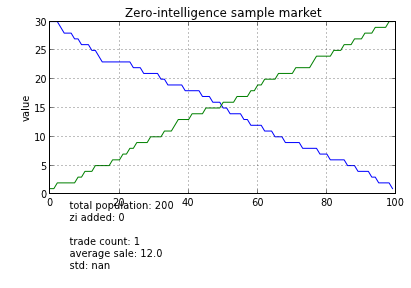 Zero-intelligence sample market
30
25
20
15
10
5
0
value
0 20 40 60 80 100
total population: 200
zi added: 0
trade count: 1
average sale: 12.0
std: nan